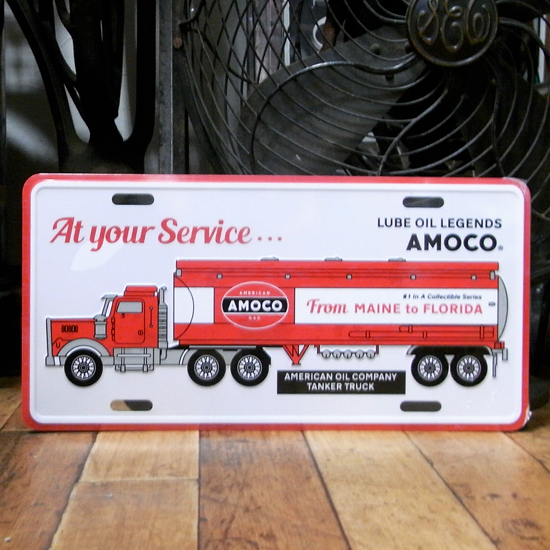 At your Service...
LUBE OIL LEGENDS
AMOCO®
#1 In A Collectible Series
AMERICAN
AMOCO
GAS
From MAINE to FLORIDA
AMERICAN OIL COMPANY
TANKER TRUCK